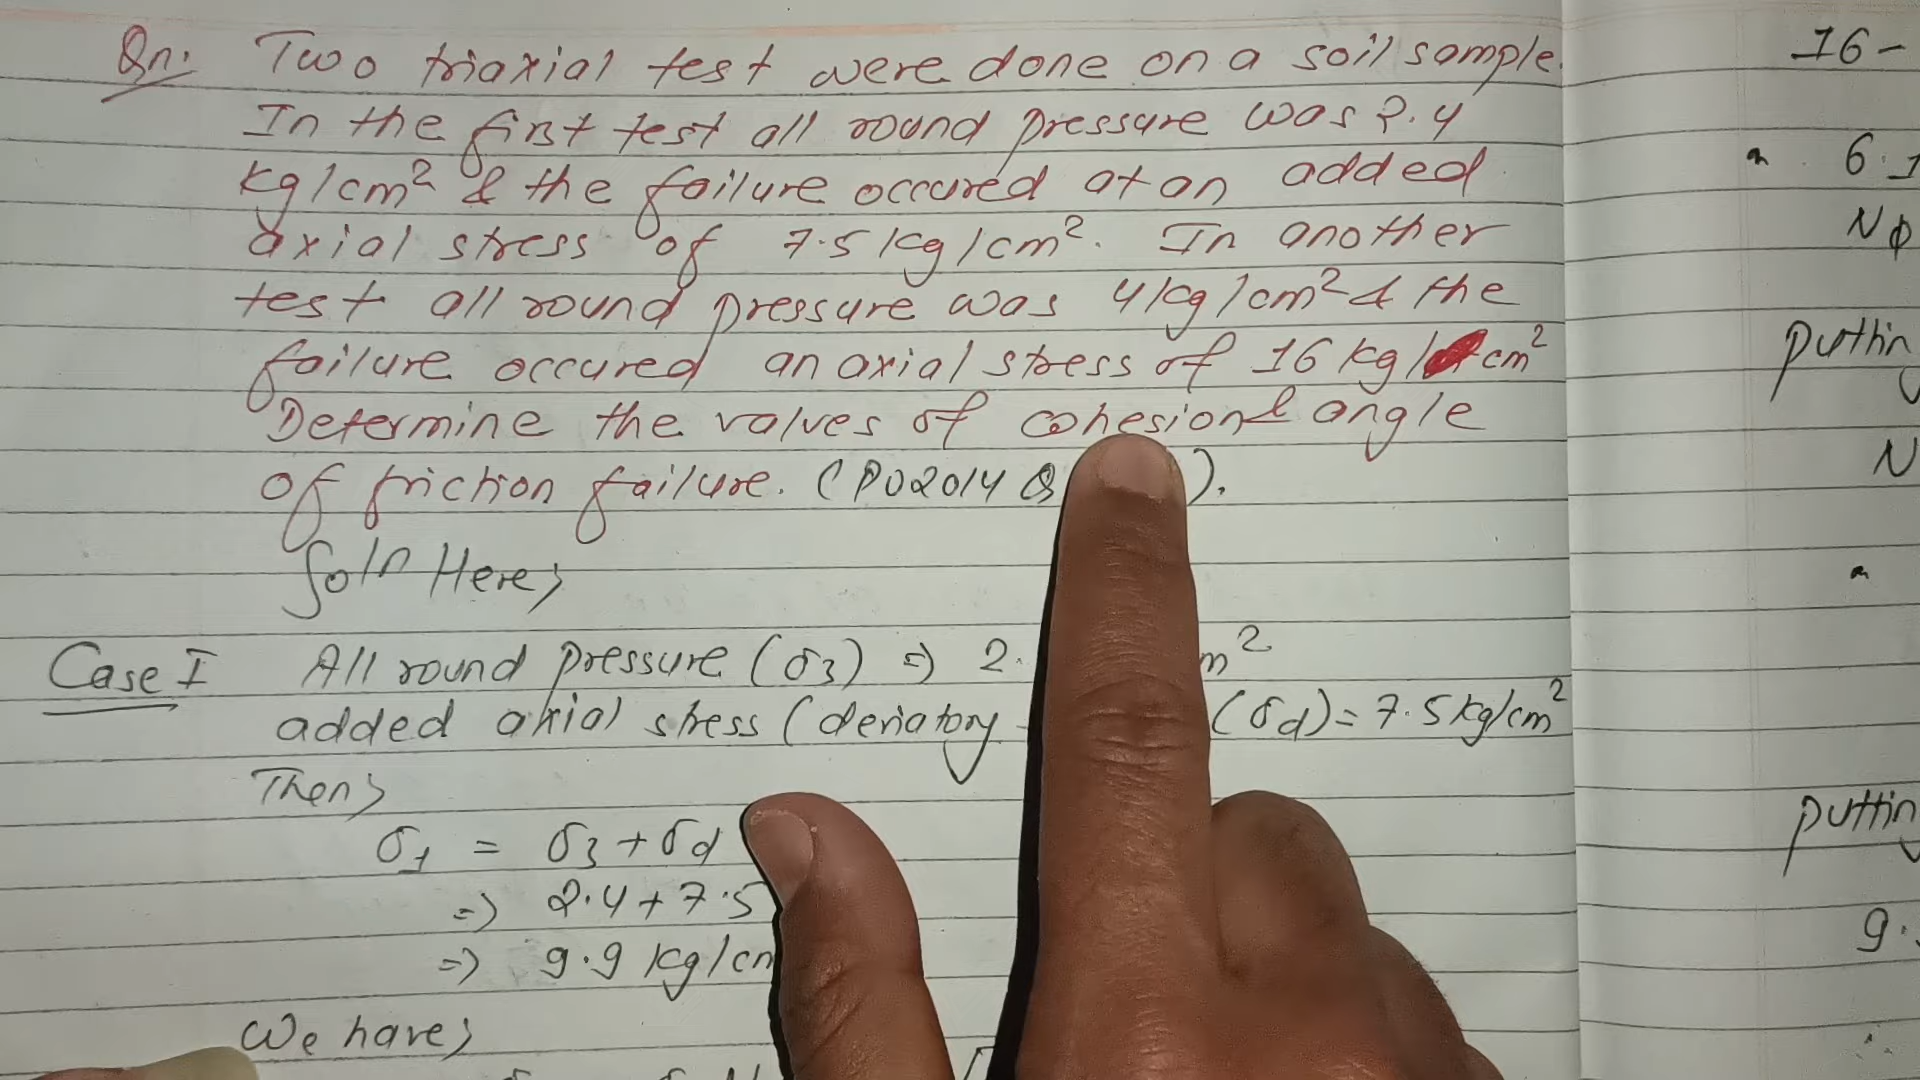 Qn: Two triaxial test were done on a soil sample.
In the first test all round pressure was 2.4
kg/cm² & the failure occured at an added
axial stress of 7.5 kg/cm². In another
test all round pressure was 4 kg/cm² & the
failure occured an axial stress of 16 kg/cm²
Determine the values of cohesion & angle
of friction failure. (PU2014 Q ).
Soln Here,
Case I All round pressure (σ3) => 2. m²
added axial stress (deviatory (σd) = 7.5 kg/cm²
Then,
σ1 = σ3 + σd
=> 2.4 + 7.5
=> 9.9 kg/cm
We have,
16 -
6.1
Nφ
puttin
N
puttin
9.